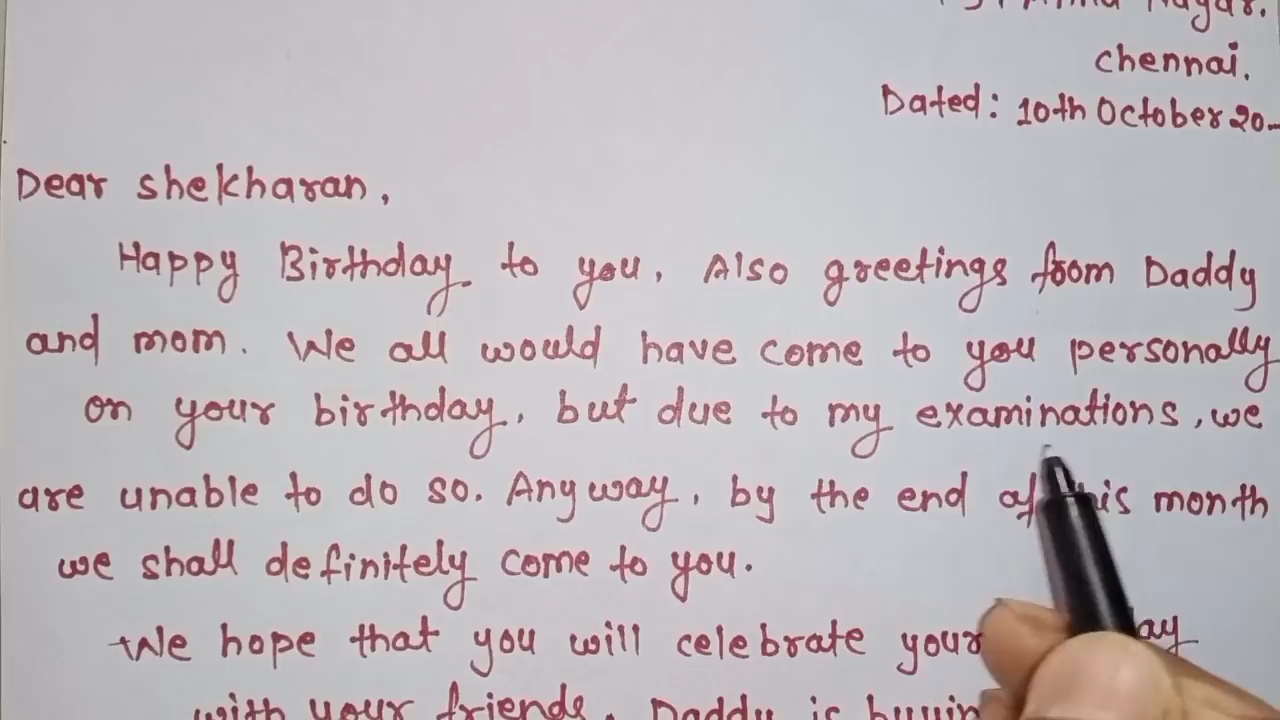 Nagar.
Chennai.
Dated: 10th October 20--
Dear Shekharan,
Happy Birthday to you. Also greetings from Daddy
and mom. We all would have come to you personally
on your birthday, but due to my examinations, we
are unable to do so. Anyway, by the end of this month
we shall definitely come to you.
We hope that you will celebrate your
with your friends. Daddy is